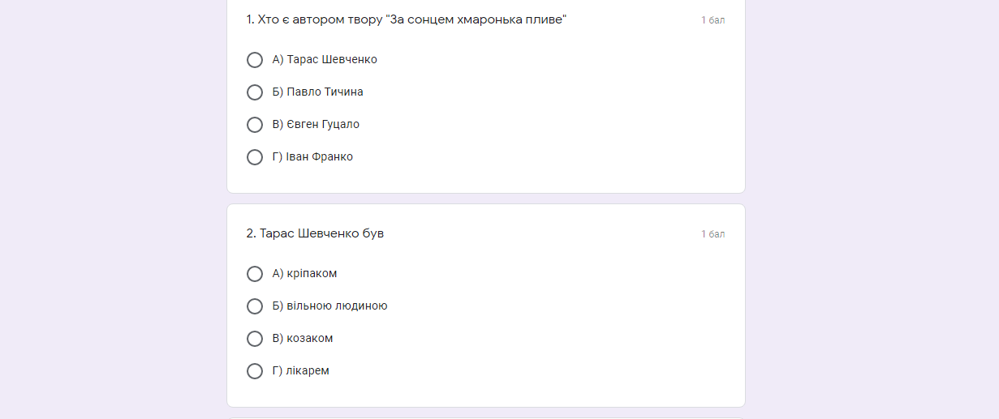 1. Хто є автором твору "За сонцем хмаронька пливе"
1 бал
А) Тарас Шевченко
Б) Павло Тичина
В) Євген Гуцало
Г) Іван Франко
2. Тарас Шевченко був
1 бал
А) кріпаком
Б) вільною людиною
В) козаком
Г) лікарем